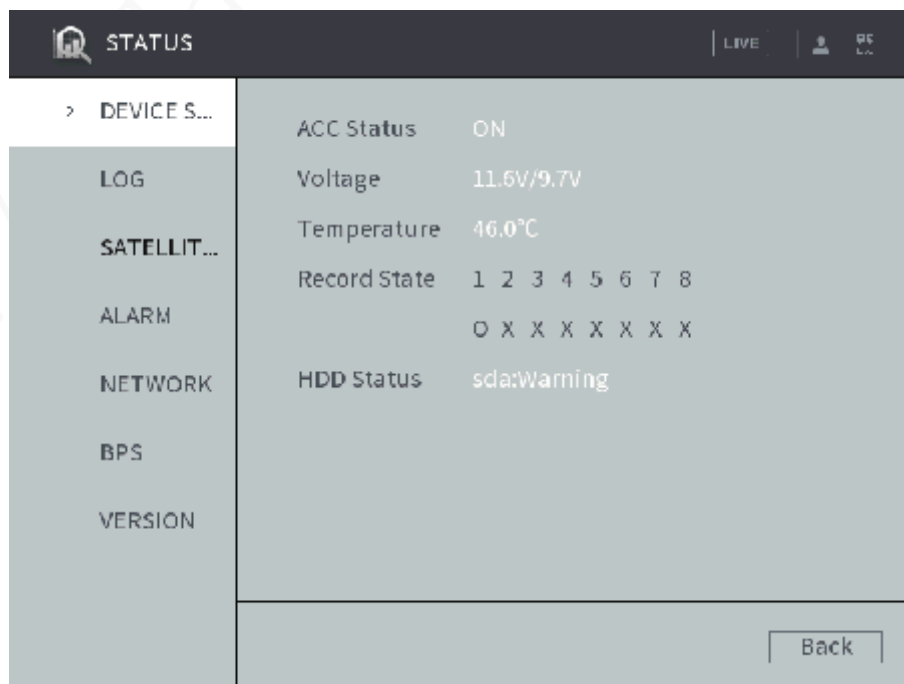 STATUS
LIVE
> DEVICE S...
LOG
SATELLIT...
ALARM
NETWORK
BPS
VERSION
ACC Status ON
Voltage 11.6V/9.7V
Temperature 46.0°C
Record State 1 2 3 4 5 6 7 8
O X X X X X X X
HDD Status sda:Warning
Back